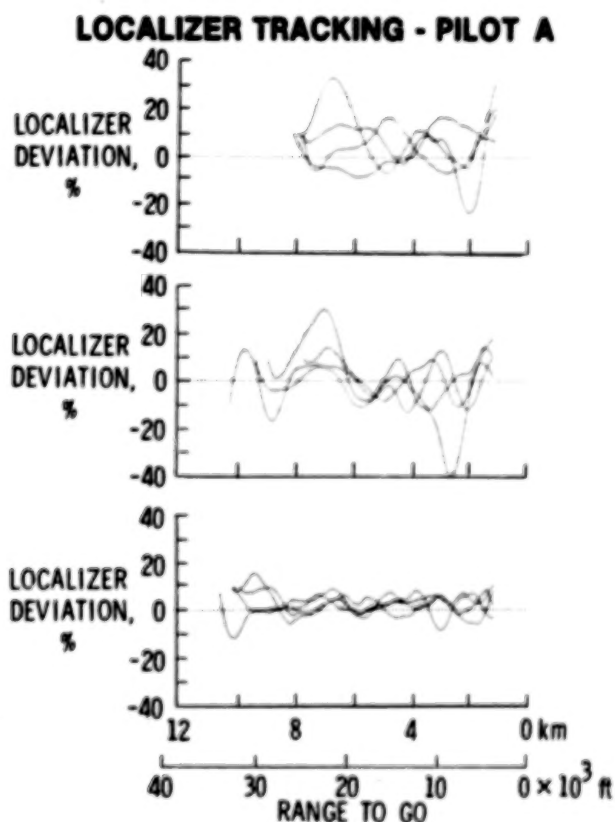 LOCALIZER TRACKING - PILOT A
40
20
LOCALIZER
DEVIATION, 0
%
-20
-40
40
20
LOCALIZER
DEVIATION, 0
%
-20
-40
40
20
LOCALIZER
DEVIATION, 0
%
-20
-40
12 8 4 0 km
40 30 20 10 0 × 10³ ft
RANGE TO GO